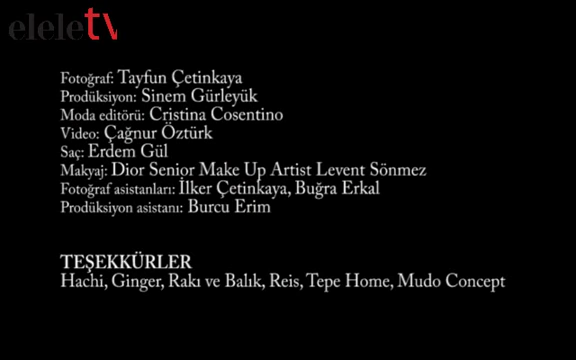 eleletv
Fotoğraf: Tayfun Çetinkaya
Prodüksiyon: Sinem Gürleyük
Moda editörü: Cristina Cosentino
Video: Çağnur Öztürk
Saç: Erdem Gül
Makyaj: Dior Senior Make Up Artist Levent Sönmez
Fotoğraf asistanları: İlker Çetinkaya, Buğra Erkal
Prodüksiyon asistanı: Burcu Erim
TEŞEKKÜRLER
Hachi, Ginger, Rakı ve Balık, Reis, Tepe Home, Mudo Concept